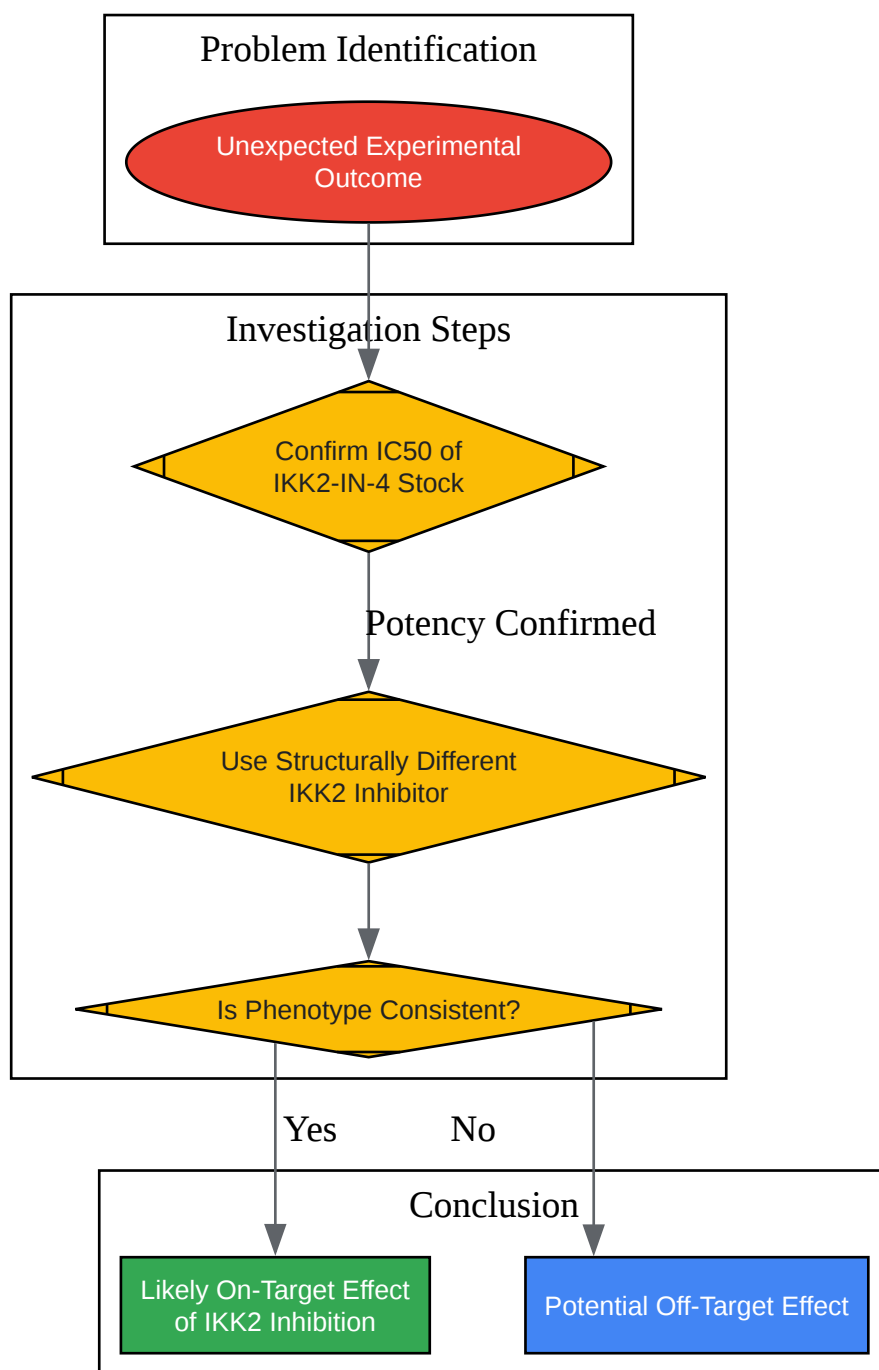 Problem Identification
Unexpected Experimental
Outcome
Investigation Steps
Confirm IC50 of
IKK2-IN-4 Stock
Potency Confirmed
Use Structurally Different
IKK2 Inhibitor
Is Phenotype Consistent?
Yes
No
Conclusion
Likely On-Target Effect
of IKK2 Inhibition
Potential Off-Target Effect